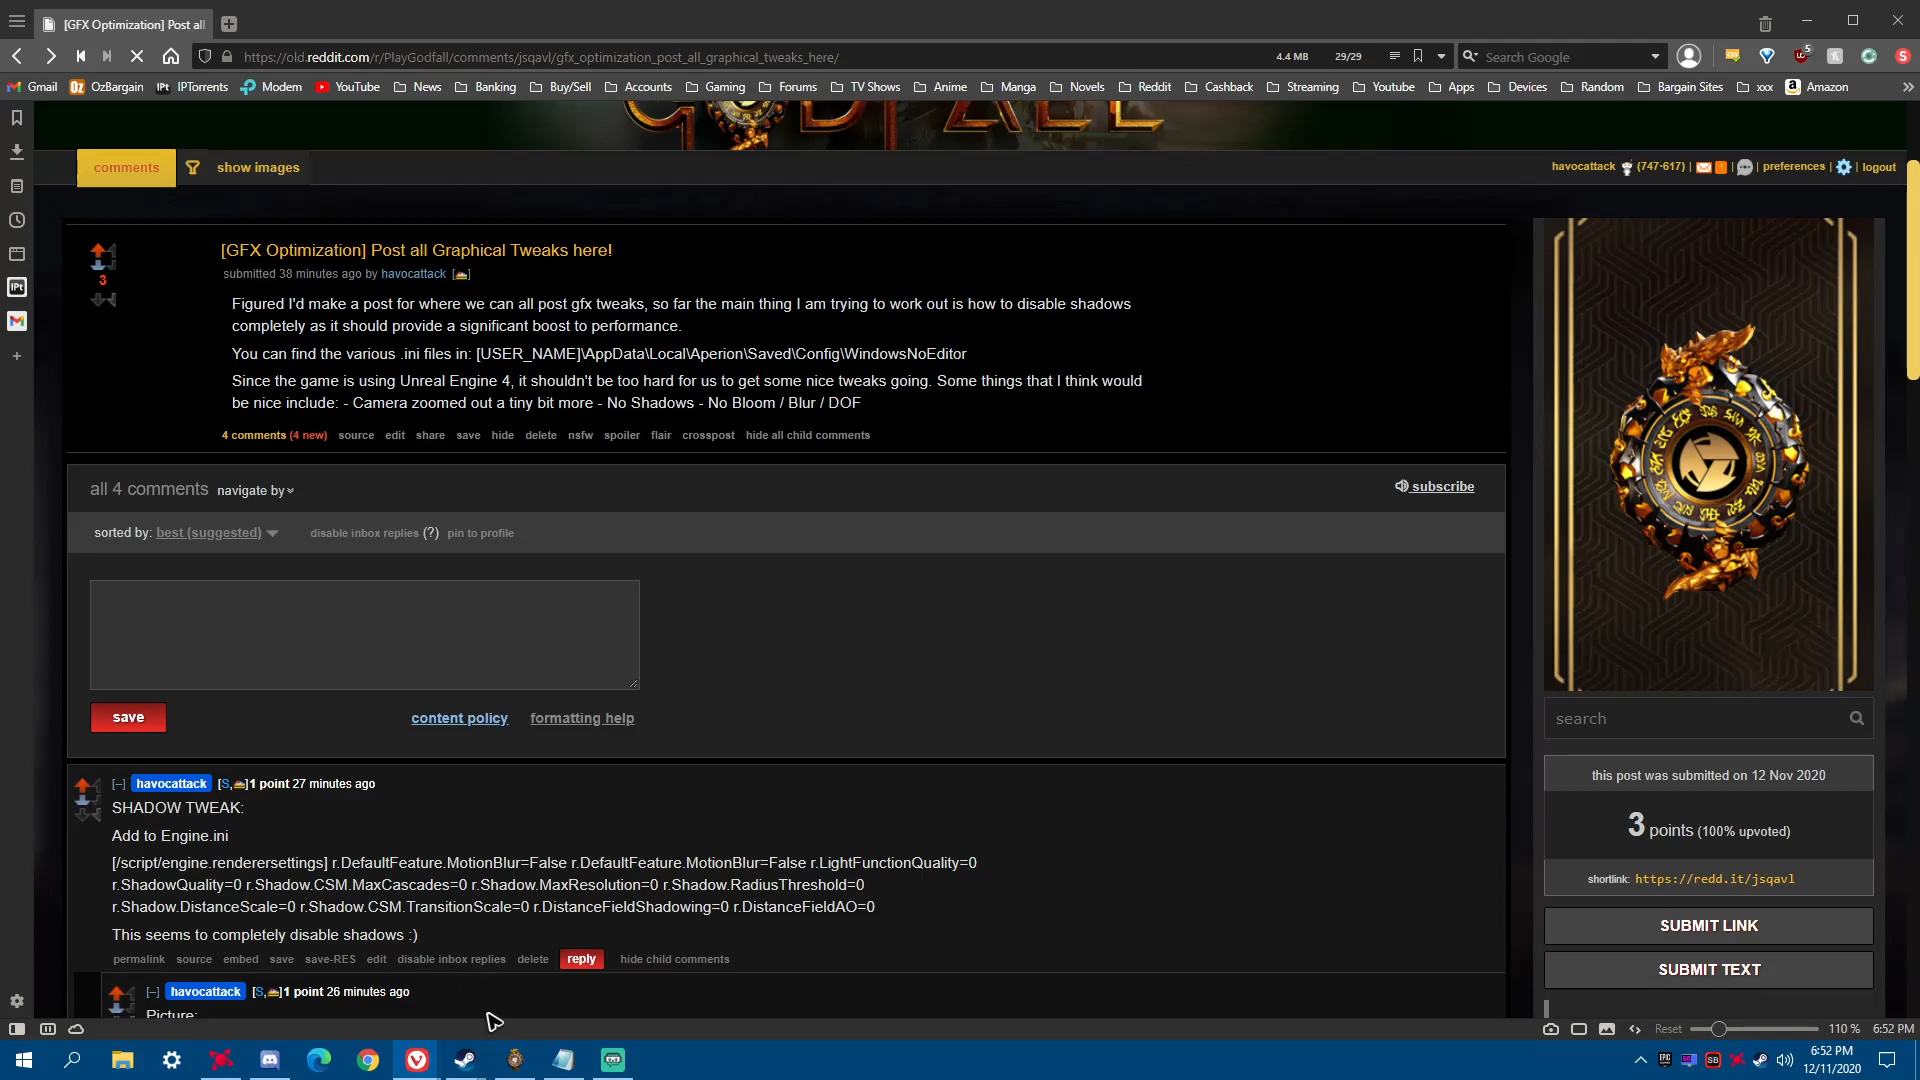 [GFX Optimization] Post all
https://old.reddit.com/r/PlayGodfall/comments/jsqavl/gfx_optimization_post_all_graphical_tweaks_here/
4.4 MB
29/29
Search Google
5
S
Gmail
OzBargain
IPTorrents
Modem
YouTube
News
Banking
Buy/Sell
Accounts
Gaming
Forums
TV Shows
Anime
Manga
Novels
Reddit
Cashback
Streaming
Youtube
Apps
Devices
Random
Bargain Sites
xxx
Amazon
GODFALL
comments
show images
havocattack (747·617) | | | preferences | | logout
[GFX Optimization] Post all Graphical Tweaks here!
submitted 38 minutes ago by havocattack
3
Figured I'd make a post for where we can all post gfx tweaks, so far the main thing I am trying to work out is how to disable shadows
completely as it should provide a significant boost to performance.
You can find the various .ini files in: [USER_NAME]\AppData\Local\Aperion\Saved\Config\WindowsNoEditor
Since the game is using Unreal Engine 4, it shouldn't be too hard for us to get some nice tweaks going. Some things that I think would
be nice include: - Camera zoomed out a tiny bit more - No Shadows - No Bloom / Blur / DOF
4 comments (4 new) source edit share save hide delete nsfw spoiler flair crosspost hide all child comments
all 4 comments navigate by
subscribe
sorted by: best (suggested) disable inbox replies (?) pin to profile
save
content policy
formatting help
search
this post was submitted on 12 Nov 2020
3 points (100% upvoted)
shortlink: https://redd.it/jsqavl
SUBMIT LINK
SUBMIT TEXT
[–] havocattack [S,] 1 point 27 minutes ago
SHADOW TWEAK:
Add to Engine.ini
[/script/engine.renderersettings] r.DefaultFeature.MotionBlur=False r.DefaultFeature.MotionBlur=False r.LightFunctionQuality=0
r.ShadowQuality=0 r.Shadow.CSM.MaxCascades=0 r.Shadow.MaxResolution=0 r.Shadow.RadiusThreshold=0
r.Shadow.DistanceScale=0 r.Shadow.CSM.TransitionScale=0 r.DistanceFieldShadowing=0 r.DistanceFieldAO=0
This seems to completely disable shadows :)
permalink source embed save save-RES edit disable inbox replies delete reply hide child comments
[–] havocattack [S,] 1 point 26 minutes ago
Picture:
Reset
110 %
6:52 PM
6:52 PM
12/11/2020